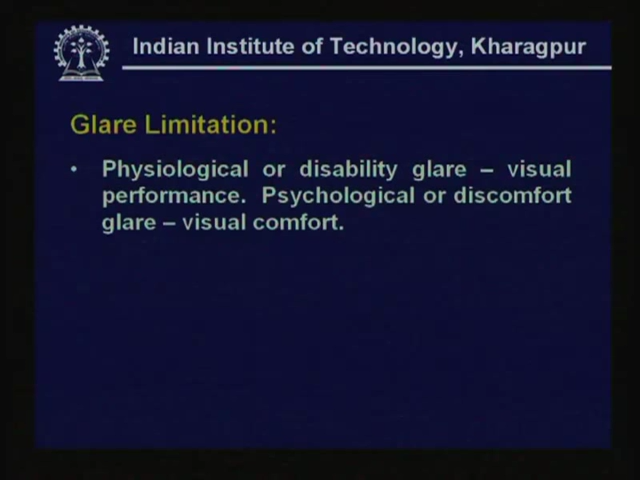 Indian Institute of Technology, Kharagpur
Glare Limitation:
• Physiological or disability glare – visual
performance. Psychological or discomfort
glare – visual comfort.